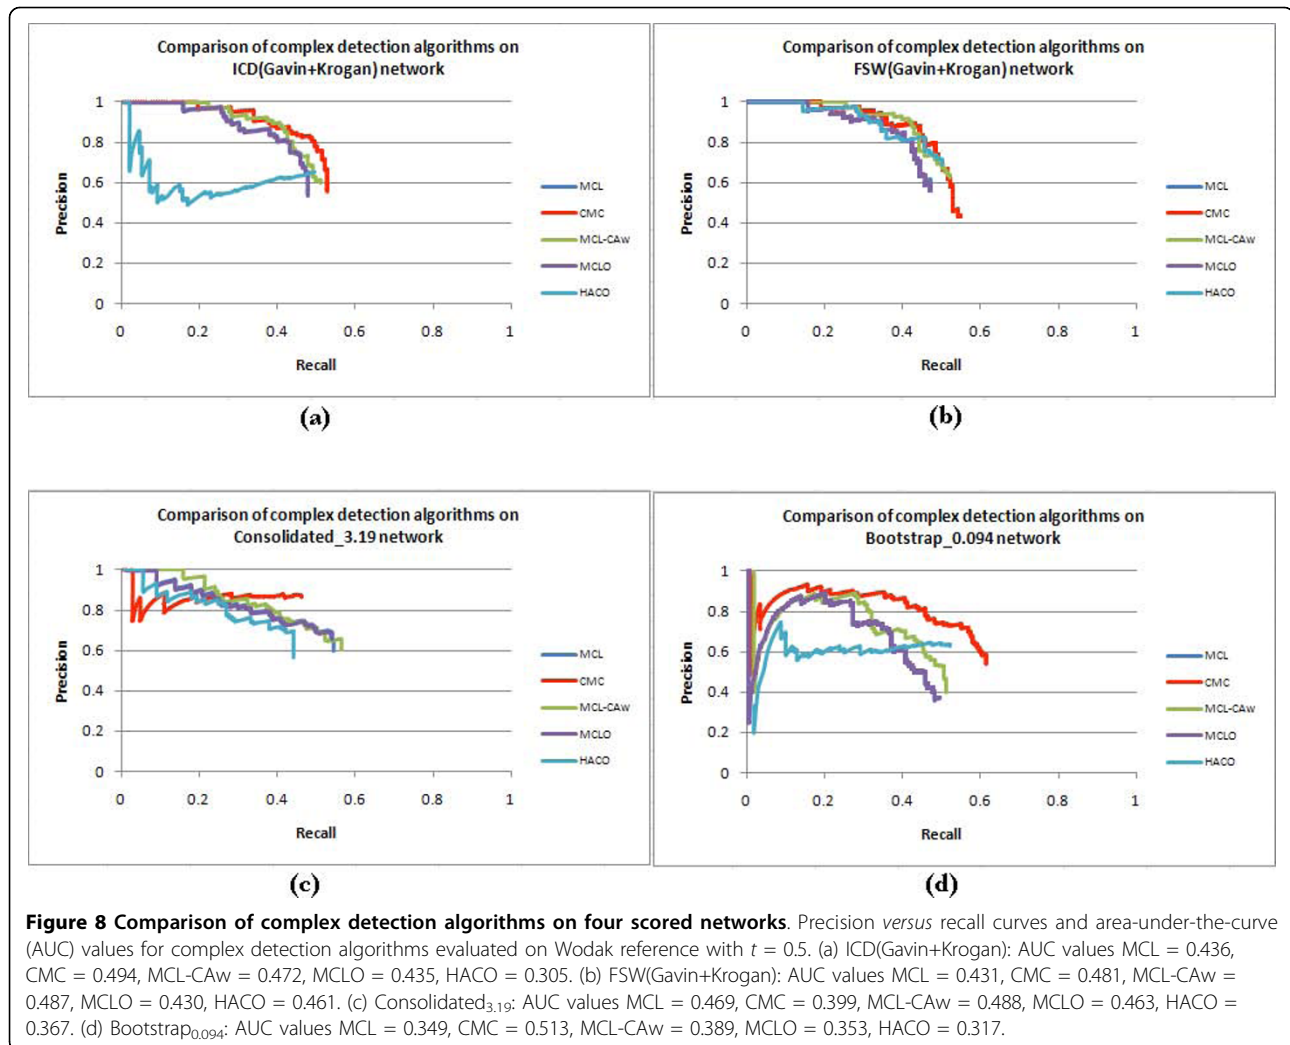 Comparison of complex detection algorithms on
ICD(Gavin+Krogan) network
1
0.8
0.6
0.4
0.2
0
Precision
0 0.2 0.4 0.6 0.8 1
Recall
MCL
CMC
MCL-CAw
MCLO
HACO
(a)
Comparison of complex detection algorithms on
FSW(Gavin+Krogan) network
1
0.8
0.6
0.4
0.2
0
Precision
0 0.2 0.4 0.6 0.8 1
Recall
MCL
CMC
MCL-CAw
MCLO
HACO
(b)
Comparison of complex detection algorithms on
Consolidated_3.19 network
1
0.8
0.6
0.4
0.2
0
Precision
0 0.2 0.4 0.6 0.8 1
Recall
MCL
CMC
MCL-CAw
MCLO
HACO
(c)
Comparison of complex detection algorithms on
Bootstrap_0.094 network
1
0.8
0.6
0.4
0.2
0
Precision
0 0.2 0.4 0.6 0.8 1
Recall
MCL
CMC
MCL-CAw
MCLO
HACO
(d)
Figure 8 Comparison of complex detection algorithms on four scored networks. Precision versus recall curves and area-under-the-curve
(AUC) values for complex detection algorithms evaluated on Wodak reference with t = 0.5. (a) ICD(Gavin+Krogan): AUC values MCL = 0.436,
CMC = 0.494, MCL-CAw = 0.472, MCLO = 0.435, HACO = 0.305. (b) FSW(Gavin+Krogan): AUC values MCL = 0.431, CMC = 0.481, MCL-CAw =
0.487, MCLO = 0.430, HACO = 0.461. (c) Consolidated3.19: AUC values MCL = 0.469, CMC = 0.399, MCL-CAw = 0.488, MCLO = 0.463, HACO =
0.367. (d) Bootstrap0.094: AUC values MCL = 0.349, CMC = 0.513, MCL-CAw = 0.389, MCLO = 0.353, HACO = 0.317.